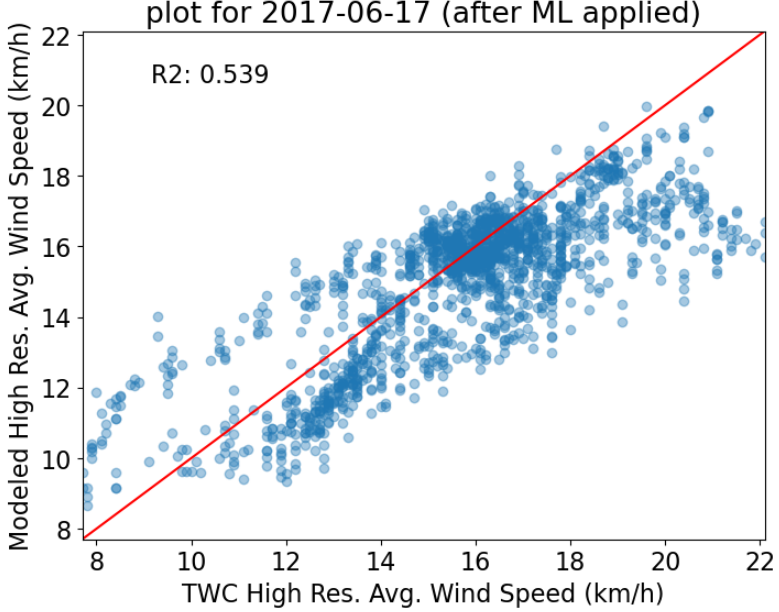 plot for 2017-06-17 (after ML applied)
R2: 0.539
Modeled High Res. Avg. Wind Speed (km/h)
22
20
18
16
14
12
10
8
8 10 12 14 16 18 20 22
TWC High Res. Avg. Wind Speed (km/h)